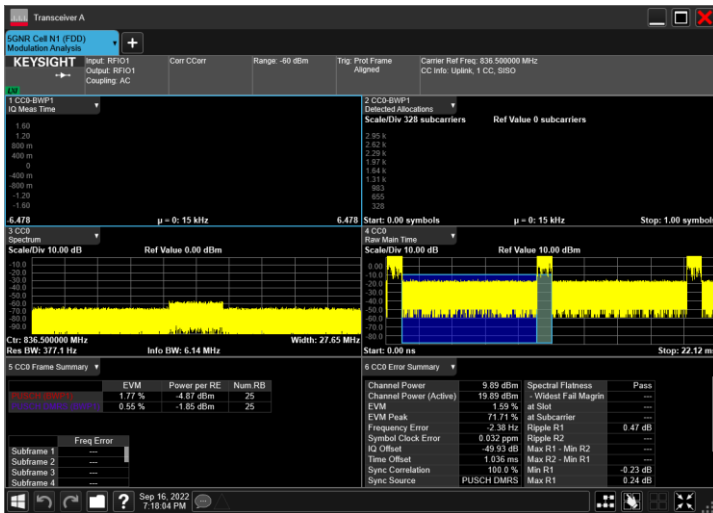 Transceiver A
5GNR Cell N1 (FDD)
Modulation Analysis
KEYSIGHT
Input: RFIO1
Output: RFIO1
Coupling: AC
Corr CCorr
Range: -60 dBm
Trig: Prot Frame
Aligned
Carrier Ref Freq: 836.500000 MHz
CC Info: Uplink, 1 CC, SISO
LXI
1 CC0-BWP1
IQ Meas Time
1.60
1.20
800 m
400 m
0
-400 m
-800 m
-1.20
-1.60
-6.478 μ = 0: 15 kHz 6.478
2 CC0-BWP1
Detected Allocations
Scale/Div 328 subcarriers Ref Value 0 subcarriers
2.95 k
2.62 k
2.29 k
1.97 k
1.64 k
1.31 k
983
655
328
Start: 0.00 symbols μ = 0: 15 kHz Stop: 1.00 symbols
3 CC0
Spectrum
Scale/Div 10.00 dB Ref Value 0.00 dBm
-10.0
-20.0
-30.0
-40.0
-50.0
-60.0
-70.0
-80.0
-90.0
Ctr: 836.500000 MHz Width: 27.65 MHz
Res BW: 377.1 Hz Info BW: 6.14 MHz
4 CC0
Raw Main Time
Scale/Div 10.00 dB Ref Value 10.00 dBm
0.00
-10.0
-20.0
-30.0
-40.0
-50.0
-60.0
-70.0
-80.0
Start: 0.00 ns Stop: 22.12 ms
5 CC0 Frame Summary
EVM Power per RE Num.RB
PUSCH (BWP1) 1.77 % -4.87 dBm 25
0.55 % -1.85 dBm 25
Freq Error
Subframe 1 ---
Subframe 2 ---
Subframe 3 ---
Subframe 4 ---
6 CC0 Error Summary
Channel Power 9.89 dBm Spectral Flatness Pass
Channel Power (Active) 19.89 dBm - Widest Fail Magrin ---
EVM 1.59 % at Slot ---
EVM Peak 71.71 % at Subcarrier ---
Frequency Error -2.38 Hz Ripple R1 0.47 dB
Symbol Clock Error 0.032 ppm Ripple R2 ---
IQ Offset -49.93 dB Max R1 - Min R2 ---
Time Offset 1.036 ms Max R2 - Min R1 ---
Sync Correlation 100.0 % Min R1 -0.23 dB
Sync Source PUSCH DMRS Max R1 0.24 dB
Sep 16, 2022
7:18:04 PM